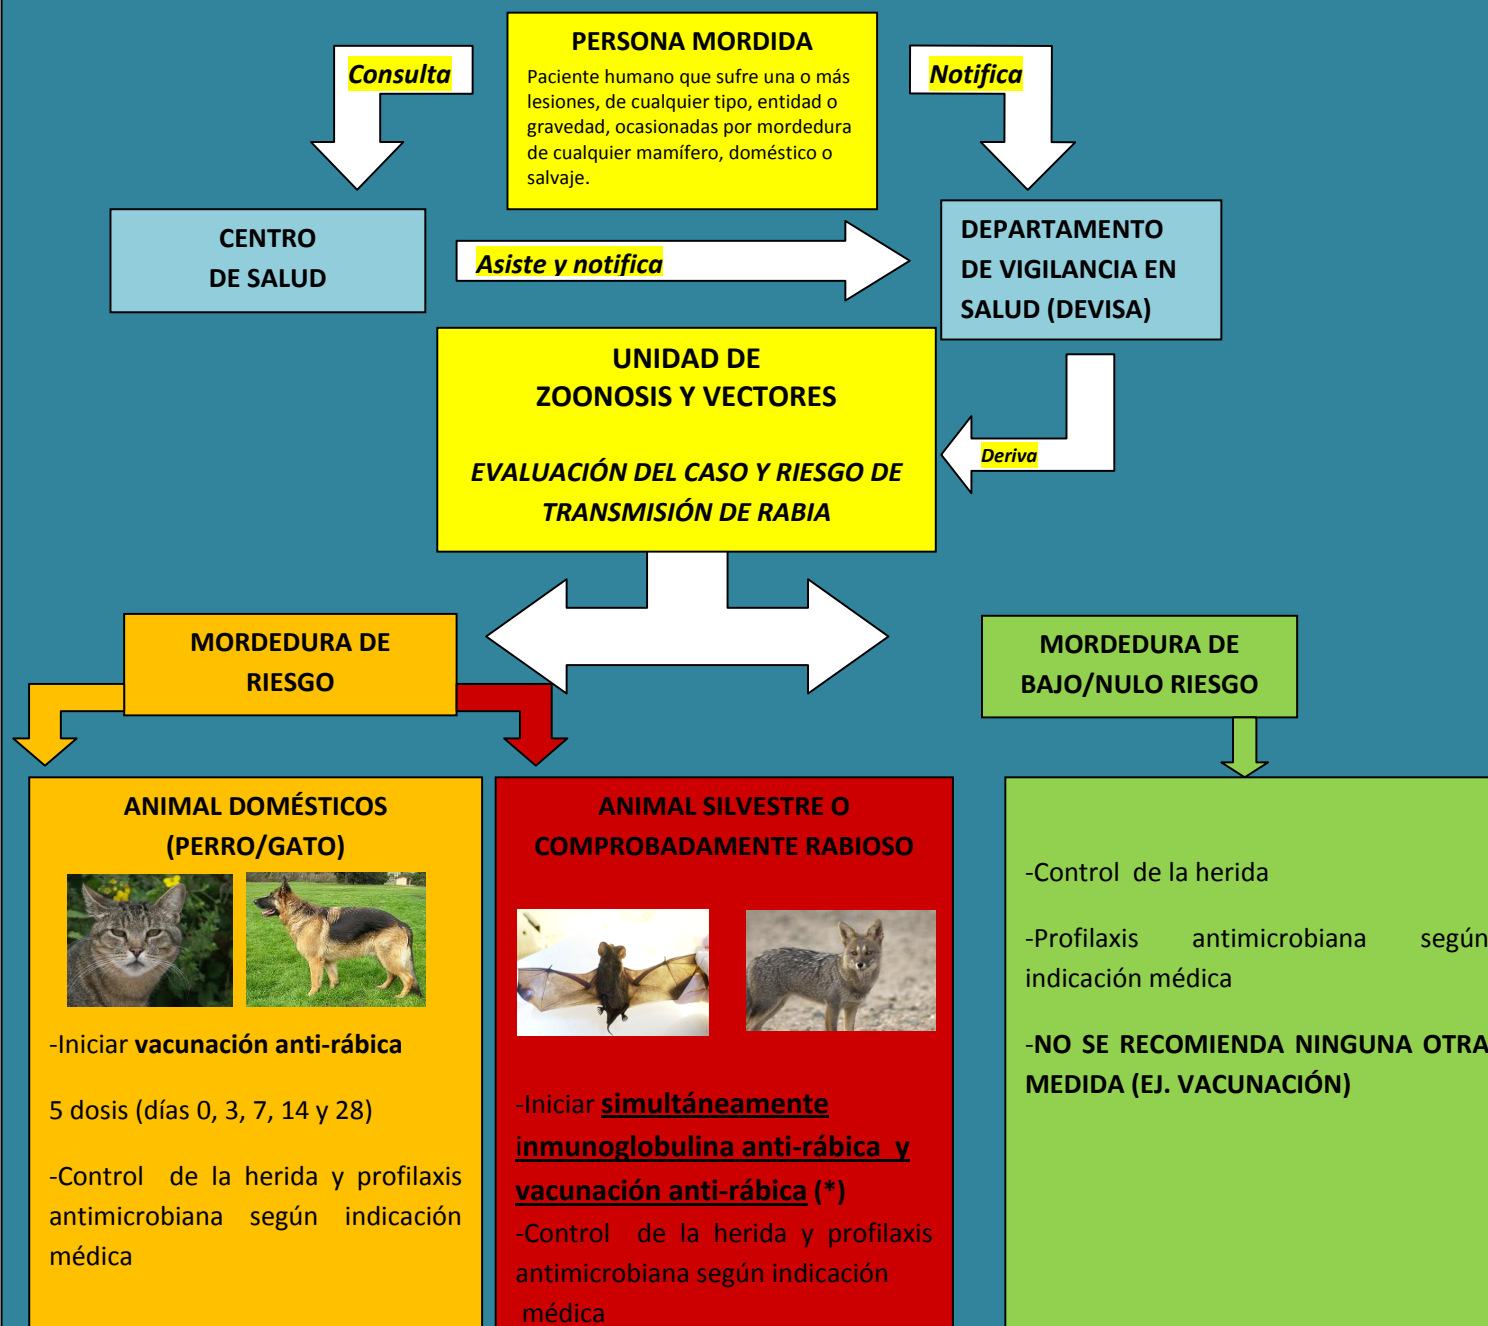 PERSONA MORDIDA
Paciente humano que sufre una o más
lesiones, de cualquier tipo, entidad o
gravedad, ocasionadas por mordedura
de cualquier mamífero, doméstico o
salvaje.
Consulta
Notifica
CENTRO
DE SALUD
Asiste y notifica
DEPARTAMENTO
DE VIGILANCIA EN
SALUD (DEVISA)
Deriva
UNIDAD DE
ZOONOSIS Y VECTORES
EVALUACIÓN DEL CASO Y RIESGO DE
TRANSMISIÓN DE RABIA
MORDEDURA DE
RIESGO
MORDEDURA DE
BAJO/NULO RIESGO
ANIMAL DOMÉSTICOS
(PERRO/GATO)
-Iniciar vacunación anti-rábica
5 dosis (días 0, 3, 7, 14 y 28)
-Control de la herida y profilaxis
antimicrobiana según indicación
médica
ANIMAL SILVESTRE O
COMPROBADAMENTE RABIOSO
-Iniciar simultáneamente
inmunoglobulina anti-rábica y
vacunación anti-rábica (*)
-Control de la herida y profilaxis
antimicrobiana según indicación
médica
-Control de la herida
-Profilaxis antimicrobiana según
indicación médica
-NO SE RECOMIENDA NINGUNA OTRA
MEDIDA (EJ. VACUNACIÓN)